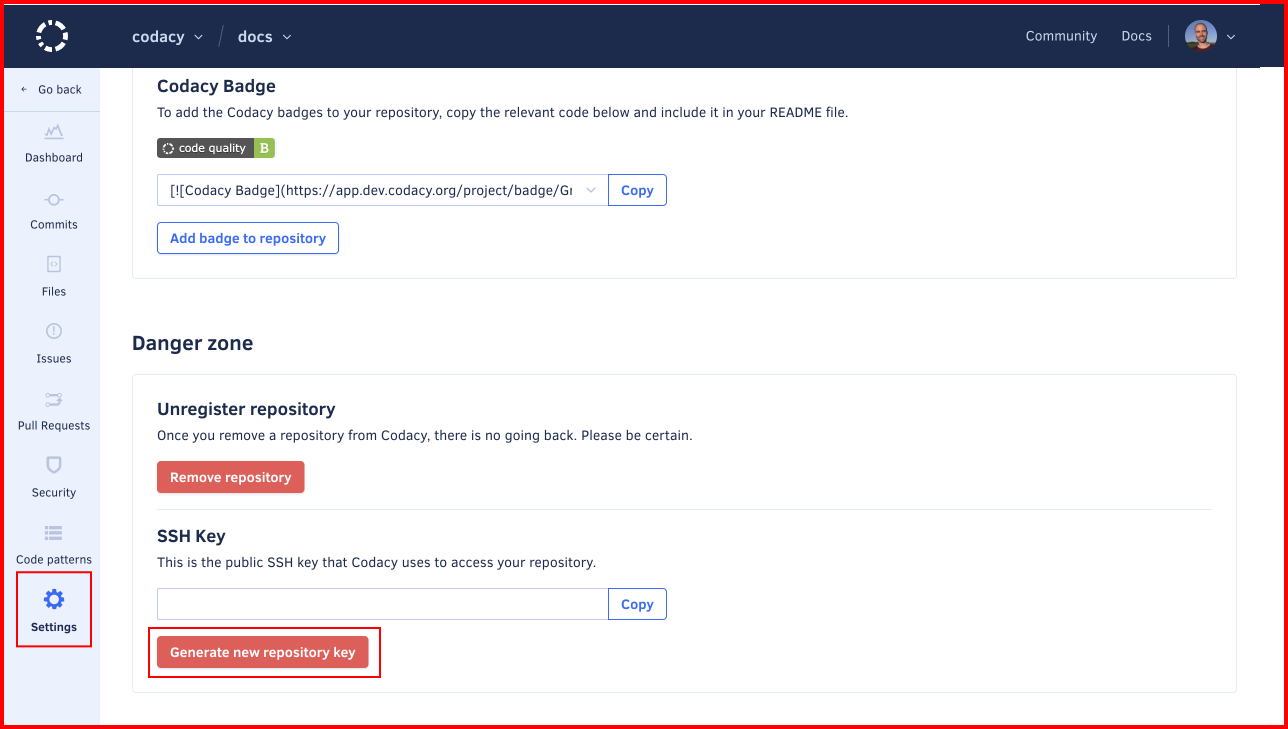 codacy / docs
Community Docs
← Go back
Dashboard
Commits
Files
Issues
Pull Requests
Security
Code patterns
Settings
Codacy Badge
To add the Codacy badges to your repository, copy the relevant code below and include it in your README file.
code quality B
[![Codacy Badge](https://app.dev.codacy.org/project/badge/Gr
Copy
Add badge to repository
Danger zone
Unregister repository
Once you remove a repository from Codacy, there is no going back. Please be certain.
Remove repository
SSH Key
This is the public SSH key that Codacy uses to access your repository.
Copy
Generate new repository key